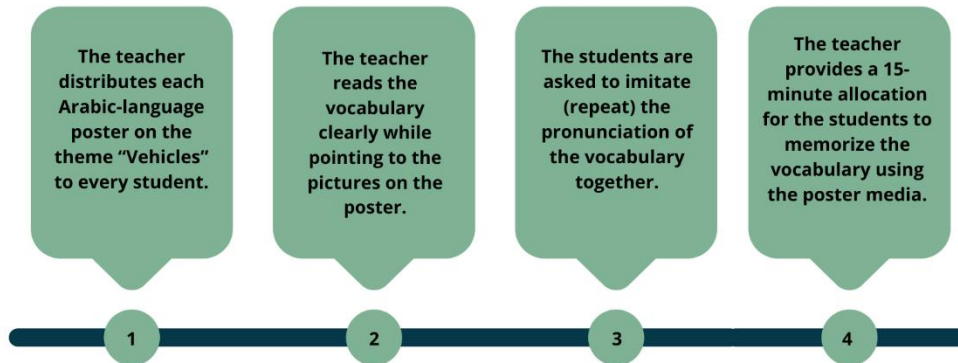 The teacher
distributes each
Arabic-language
poster on the
theme “Vehicles”
to every student.
The teacher
reads the
vocabulary
clearly while
pointing to the
pictures on the
poster.
The students are
asked to imitate
(repeat) the
pronunciation of
the vocabulary
together.
The teacher
provides a 15-
minute allocation
for the students to
memorize the
vocabulary using
the poster media.
1
2
3
4